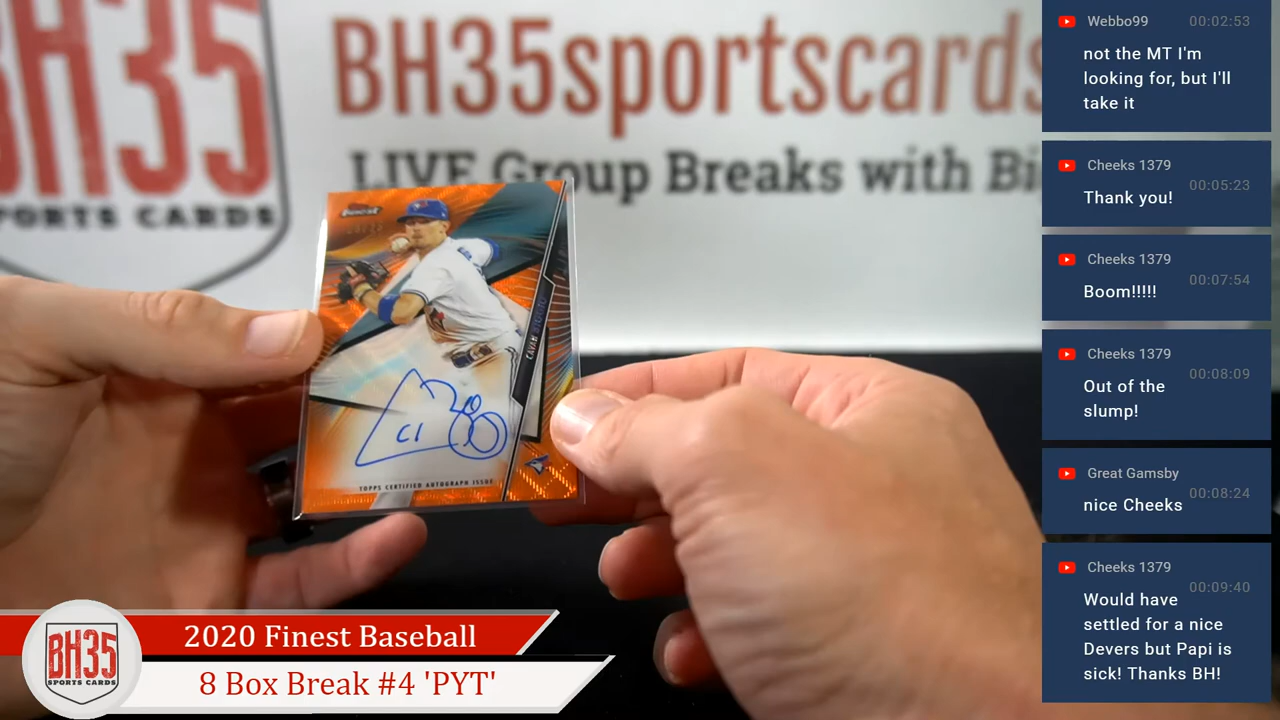 BH35
SPORTS CARDS
BH35sportscards
LIVE Group Breaks with Bi
FINEST
CAVAN BIGGIO
TOPPS CERTIFIED AUTOGRAPH ISSUE
BH35
SPORTS CARDS
2020 Finest Baseball
8 Box Break #4 'PYT'
Webbo99 00:02:53
not the MT I'm
looking for, but I'll
take it
Cheeks 1379 00:05:23
Thank you!
Cheeks 1379 00:07:54
Boom!!!!!
Cheeks 1379 00:08:09
Out of the
slump!
Great Gamsby 00:08:24
nice Cheeks
Cheeks 1379 00:09:40
Would have
settled for a nice
Devers but Papi is
sick! Thanks BH!